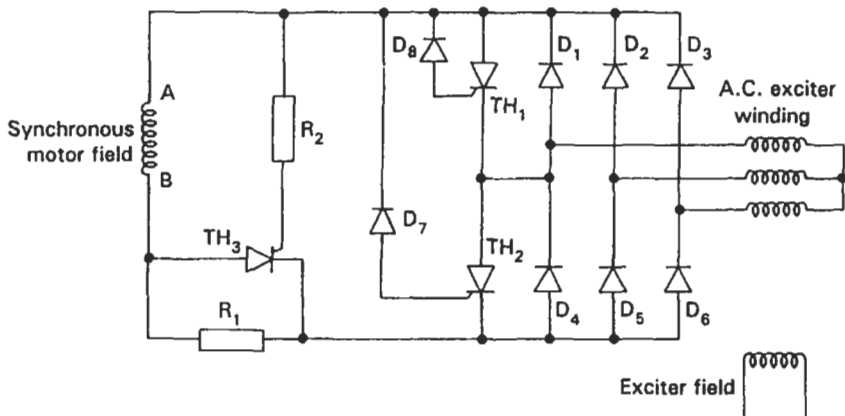 D8
D1
D2
D3
A
A.C. exciter
winding
Synchronous
motor field
R2
TH1
B
TH3
D7
TH2
R1
D4
D5
D6
Exciter field